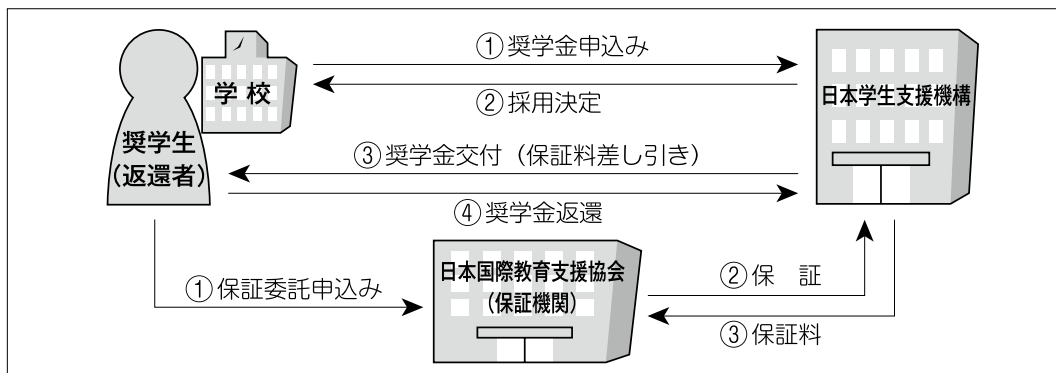 ①奨学金申込み
学校
②採用決定
日本学生支援機構
奨学生
(返還者)
③奨学金交付（保証料差し引き）
④奨学金返還
日本国際教育支援協会
(保証機関)
①保証委託申込み
②保　証
③保証料